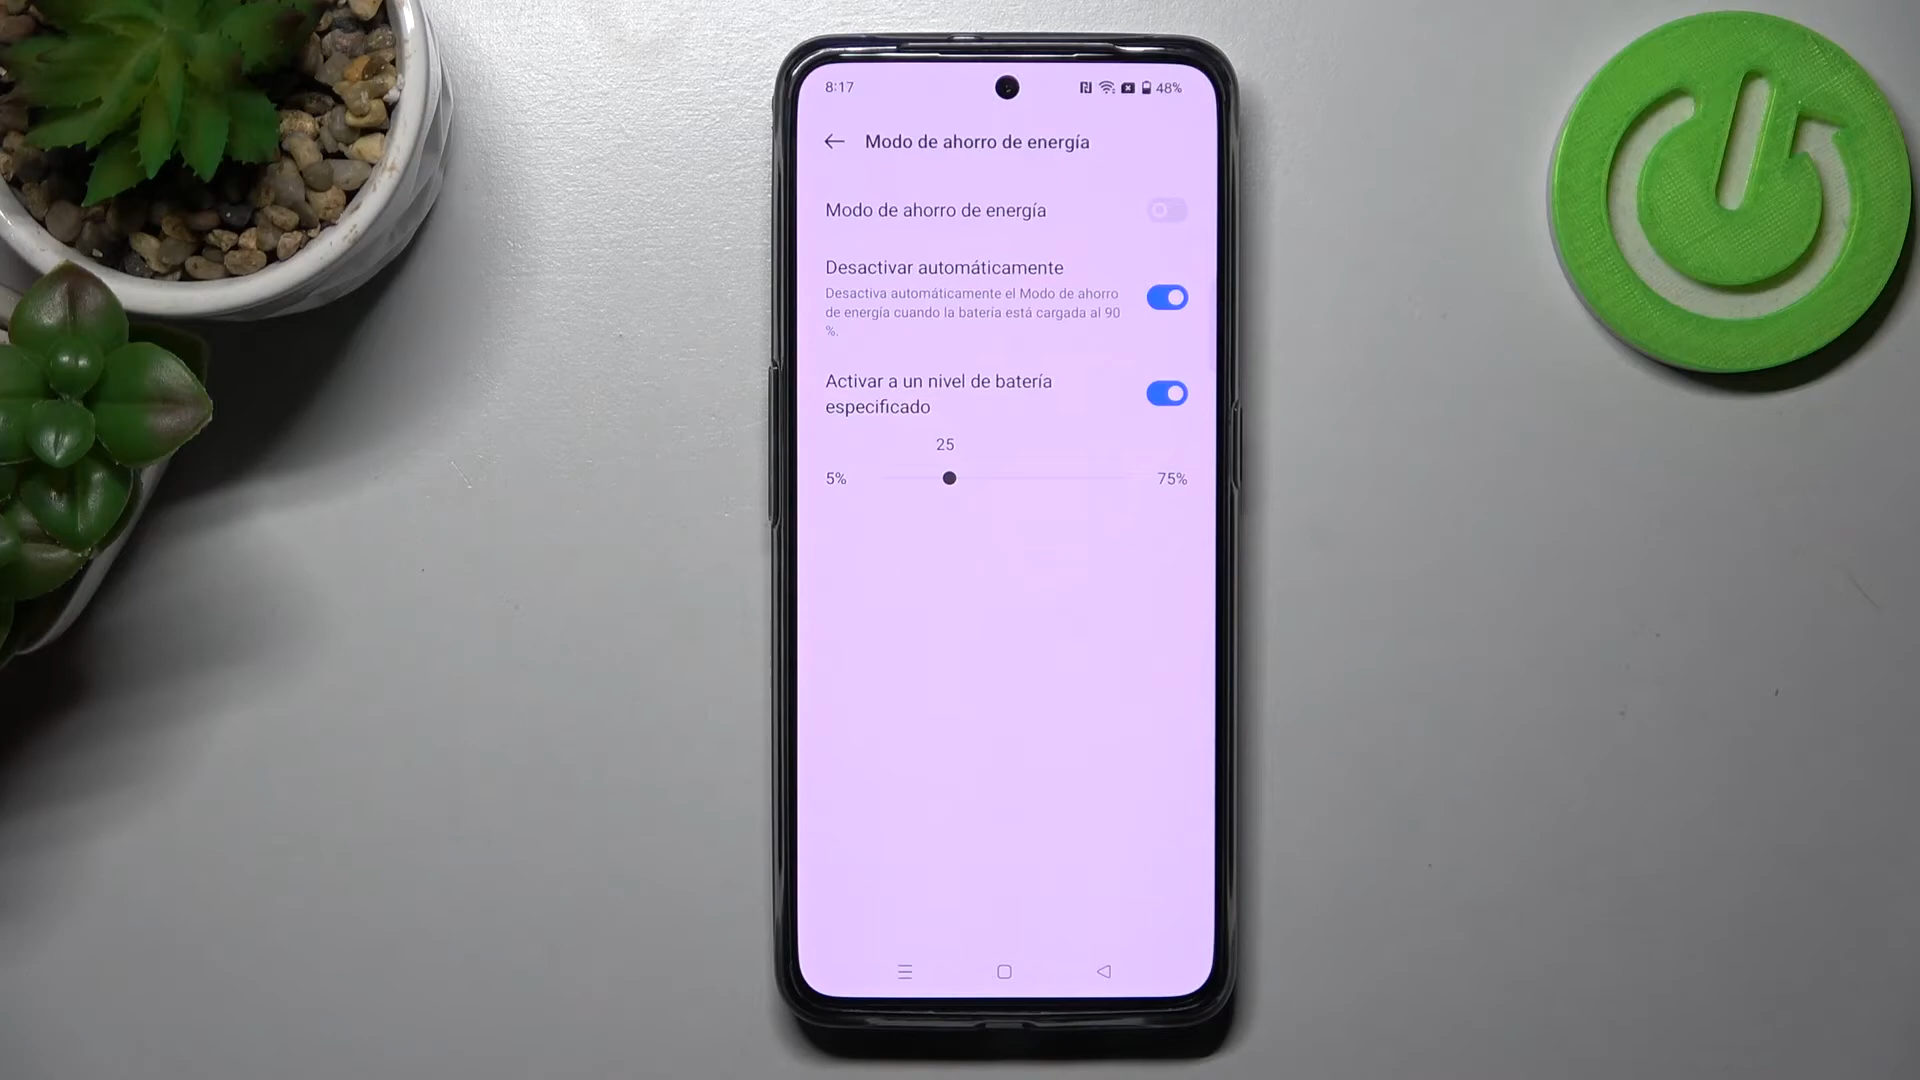 8:17
48%
Modo de ahorro de energía
Modo de ahorro de energía
Desactivar automáticamente
Desactiva automáticamente el Modo de ahorro
de energía cuando la batería está cargada al 90
%.
Activar a un nivel de batería
especificado
25
5%
75%